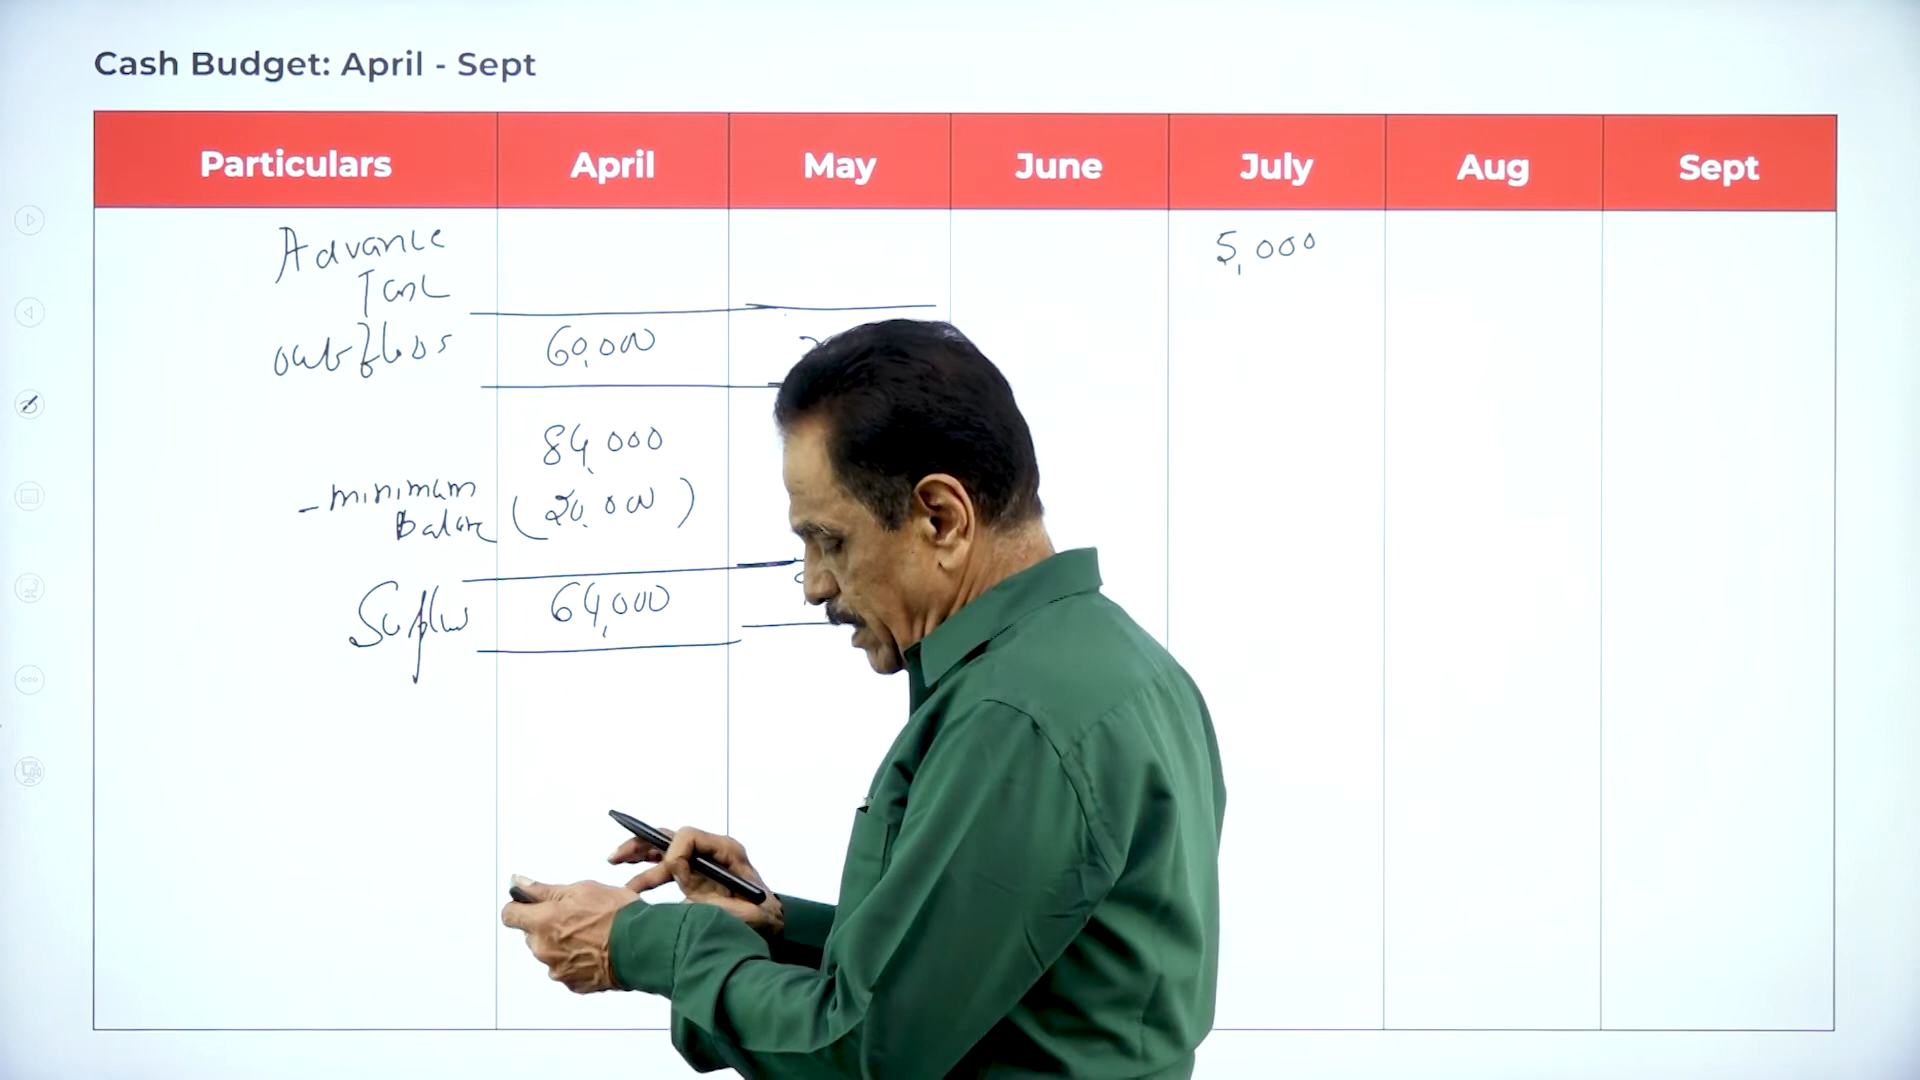 Cash Budget: April - Sept
Particulars April May June July Aug Sept
Advance 5,000
Tax
outflows 60,000
84,000
- minimum
Balance (20,000)
Surplus 64,000